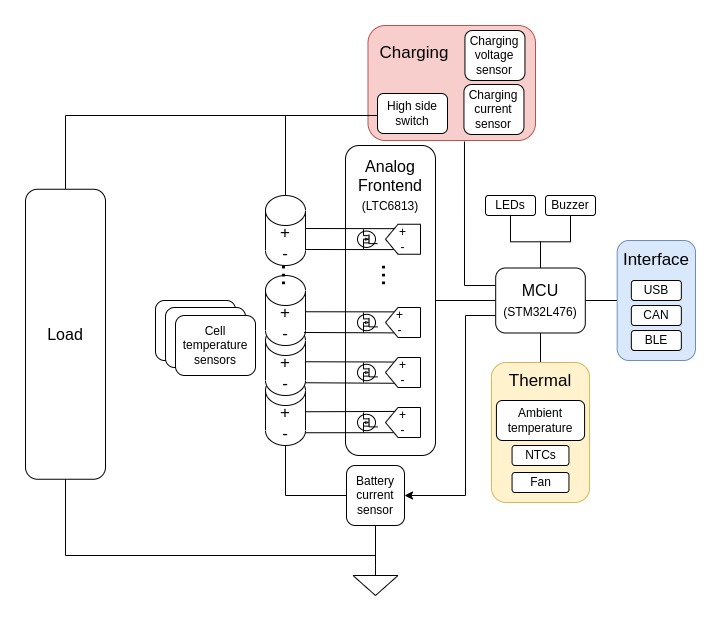 Charging
Charging
voltage
sensor
High side
switch
Charging
current
sensor
Analog
Frontend
(LTC6813)
+
-
+
-
LEDs
Buzzer
Interface
USB
CAN
BLE
MCU
(STM32L476)
Load
Cell
temperature
sensors
+
-
+
-
+
-
+
-
+
-
+
-
Thermal
Ambient
temperature
NTCs
Fan
Battery
current
sensor